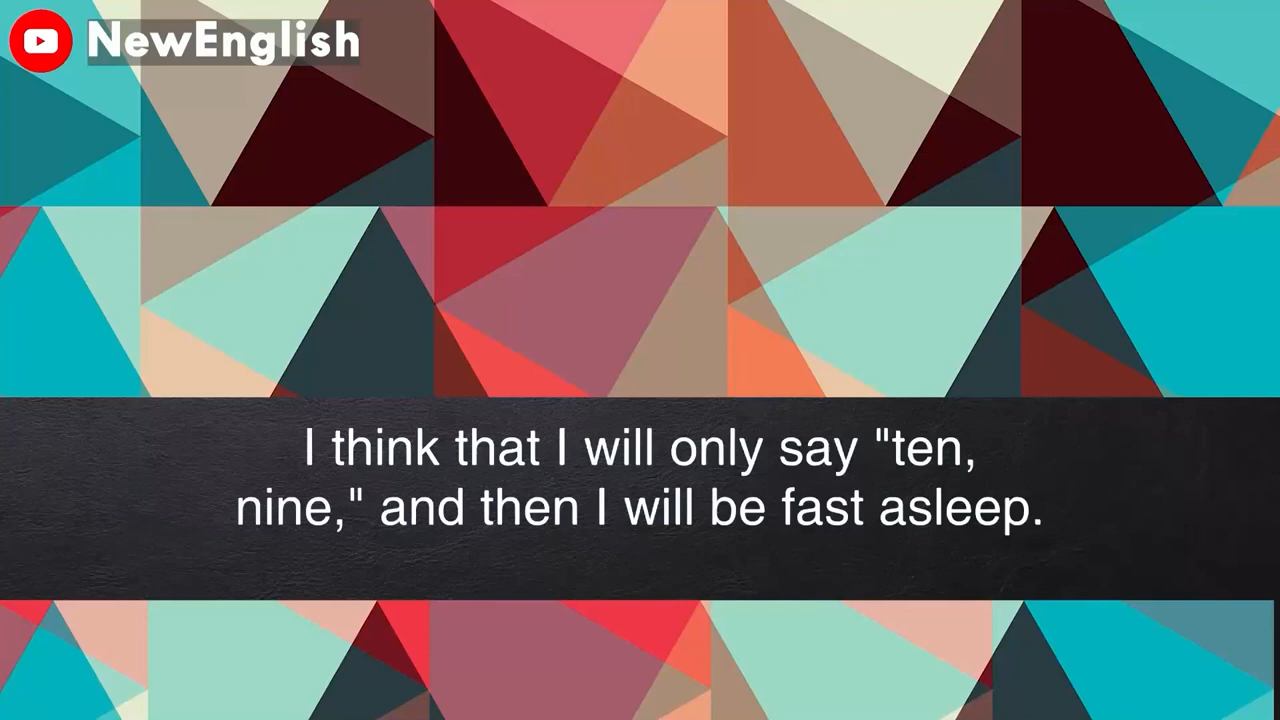 NewEnglish
I think that I will only say "ten,
nine," and then I will be fast asleep.